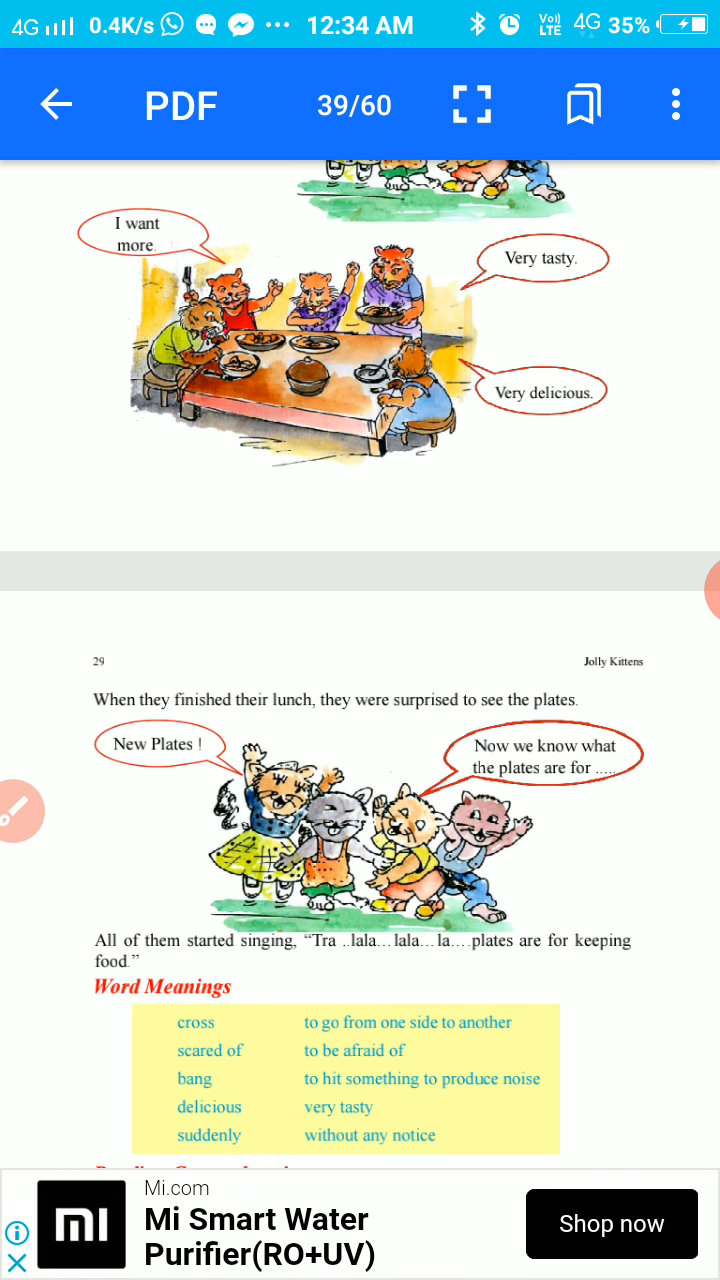 4G 0.4K/s ... 12:34 AM Vo)) LTE 4G 35%
PDF 39/60
I want
more.
Very tasty.
Very delicious.
29 Jolly Kittens
When they finished their lunch, they were surprised to see the plates.
New Plates !
Now we know what
the plates are for .....
All of them started singing, “Tra ..lala...lala...la....plates are for keeping
food.”
Word Meanings
cross to go from one side to another
scared of to be afraid of
bang to hit something to produce noise
delicious very tasty
suddenly without any notice
Mi.com
mi Mi Smart Water
Purifier(RO+UV)
Shop now